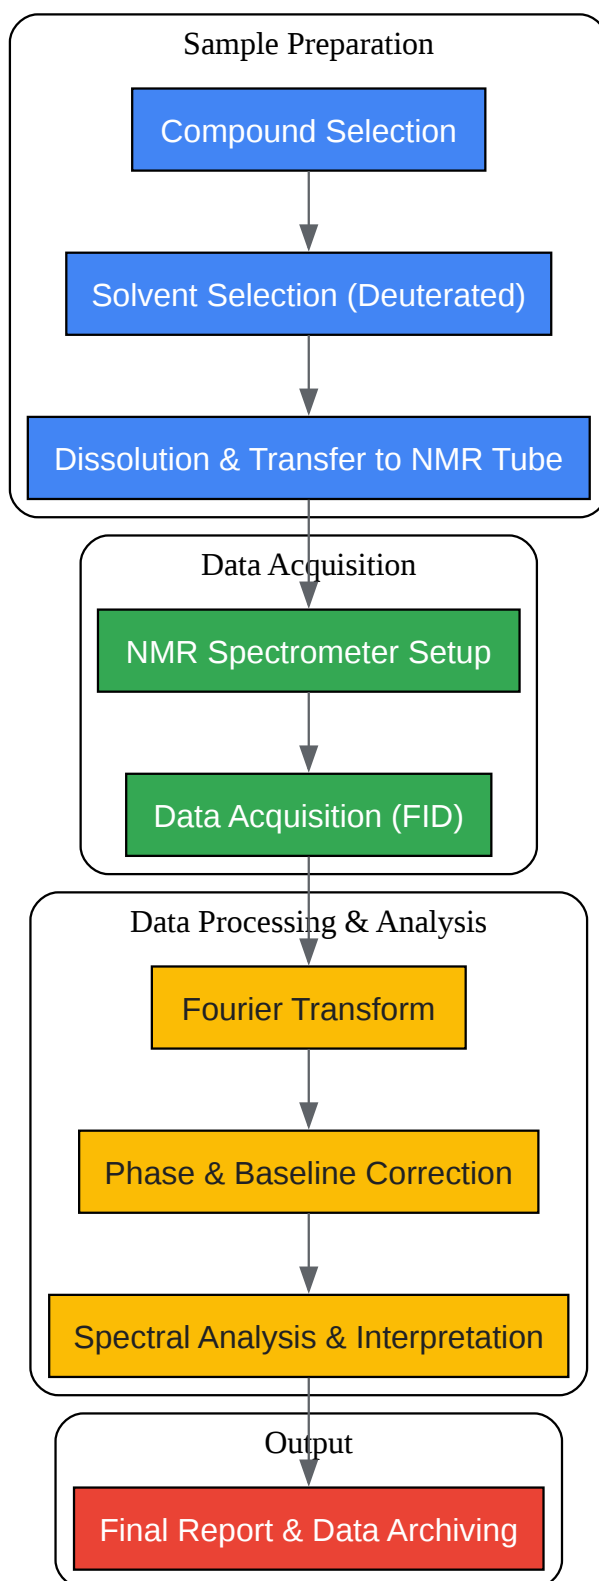 Sample Preparation
Compound Selection
Solvent Selection (Deuterated)
Dissolution & Transfer to NMR Tube
Data Acquisition
NMR Spectrometer Setup
Data Acquisition (FID)
Data Processing & Analysis
Fourier Transform
Phase & Baseline Correction
Spectral Analysis & Interpretation
Output
Final Report & Data Archiving